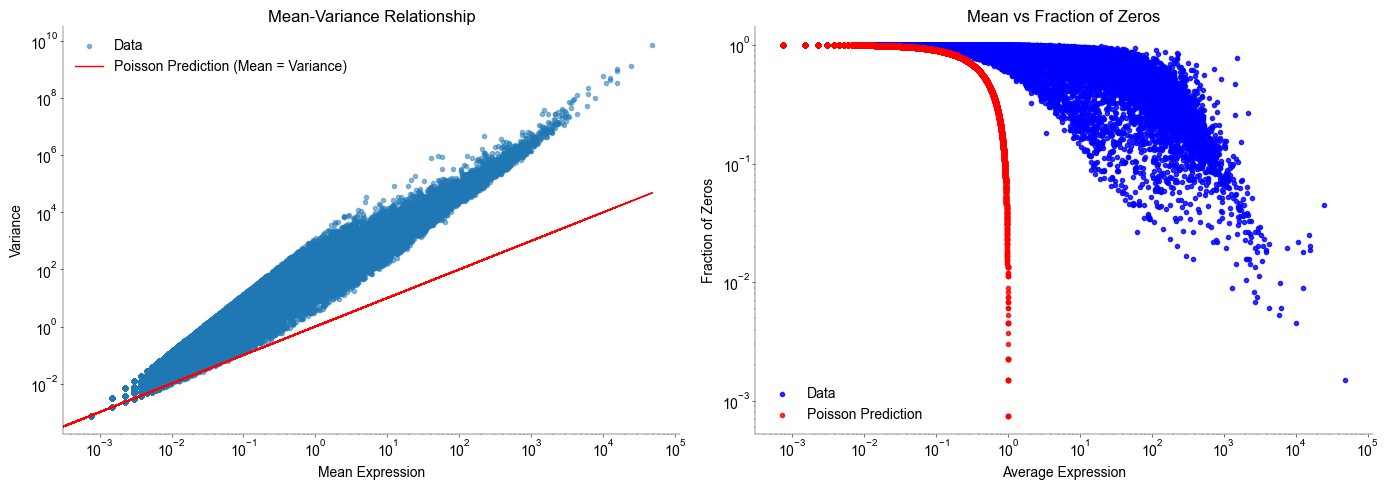 Mean-Variance Relationship
Data
Poisson Prediction (Mean = Variance)
10^10
10^8
10^6
10^4
10^2
10^0
10^-2
Variance
10^-3
10^-2
10^-1
10^0
10^1
10^2
10^3
10^4
10^5
Mean Expression
Mean vs Fraction of Zeros
10^0
10^-1
10^-2
10^-3
Fraction of Zeros
Data
Poisson Prediction
10^-3
10^-2
10^-1
10^0
10^1
10^2
10^3
10^4
10^5
Average Expression